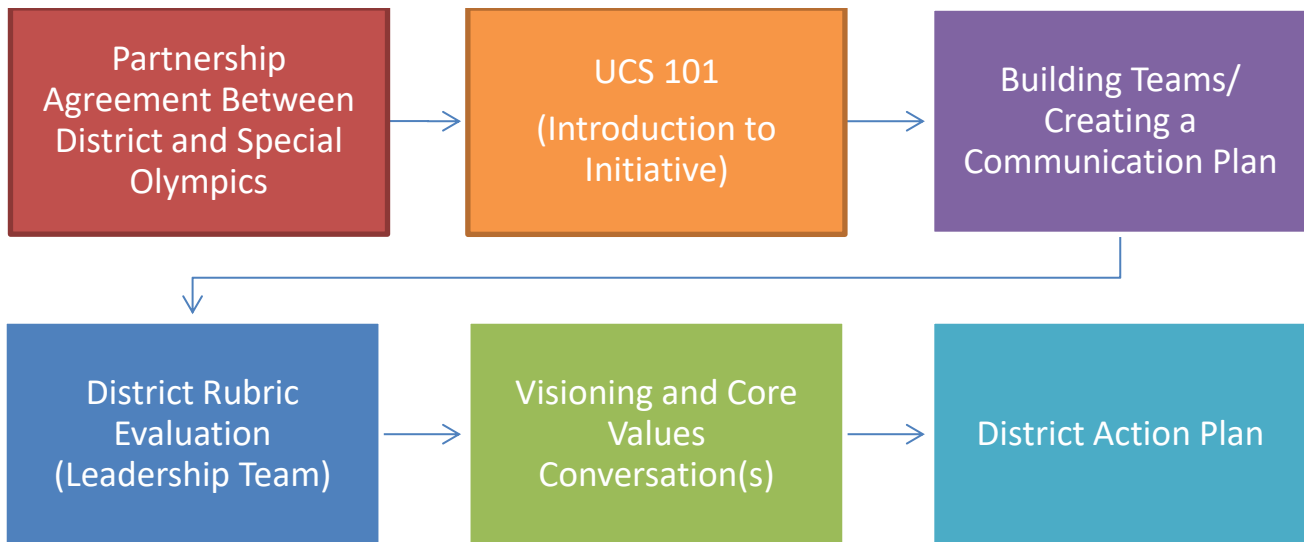 Partnership
Agreement Between
District and Special
Olympics
UCS 101
(Introduction to
Initiative)
Building Teams/
Creating a
Communication Plan
District Rubric
Evaluation
(Leadership Team)
Visioning and Core
Values
Conversation(s)
District Action Plan